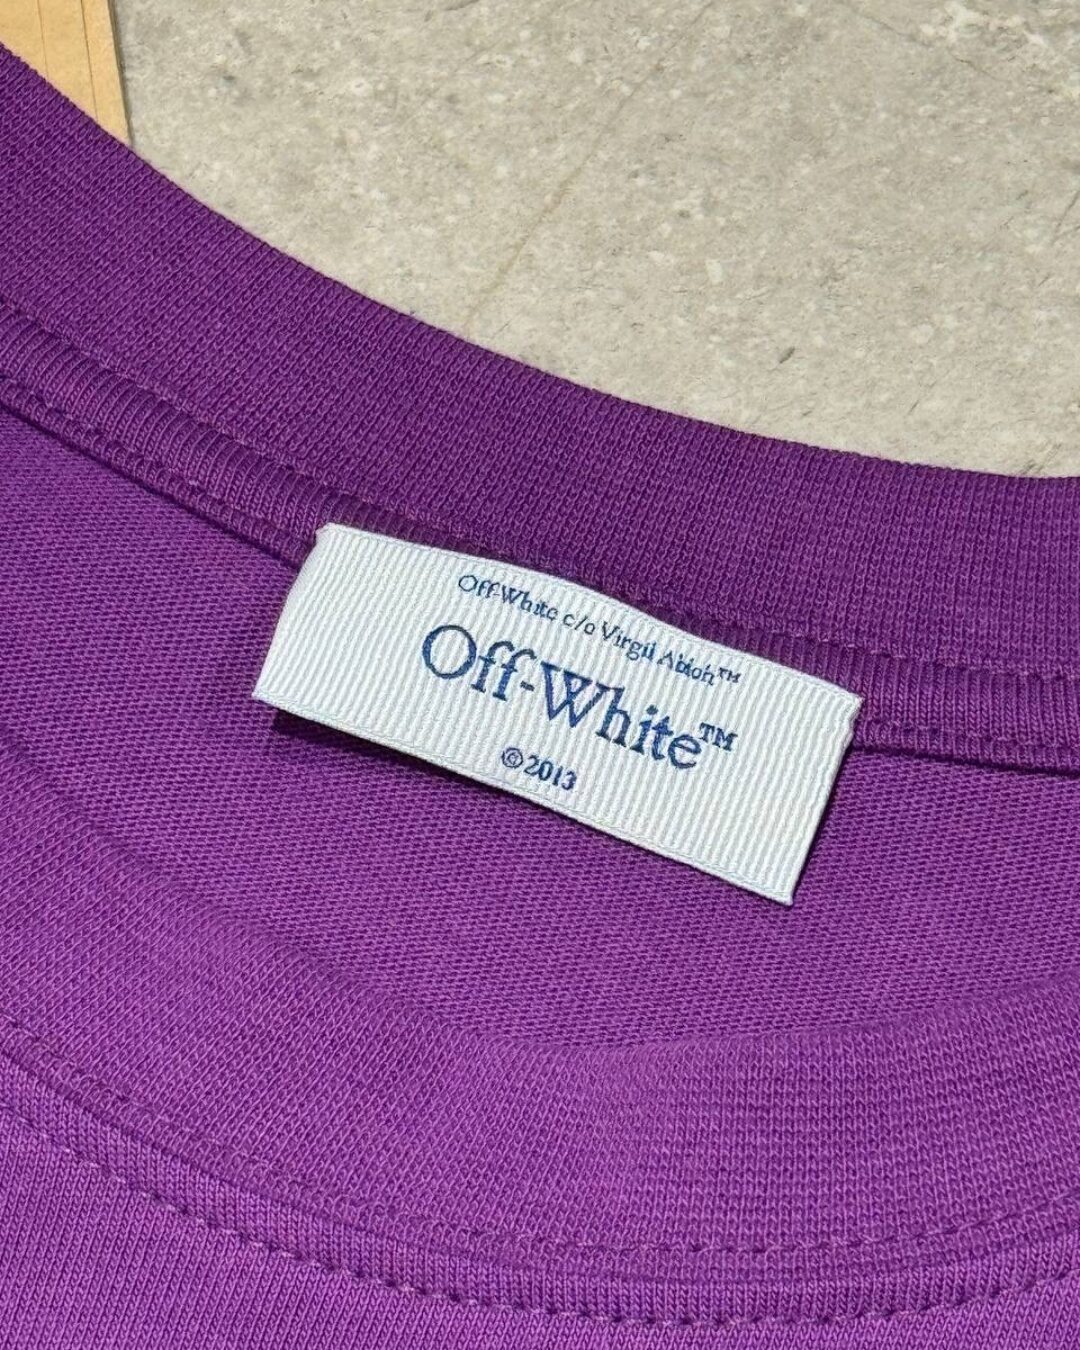 Off-White c/o Virgil Abloh™
Off-White™
©2013